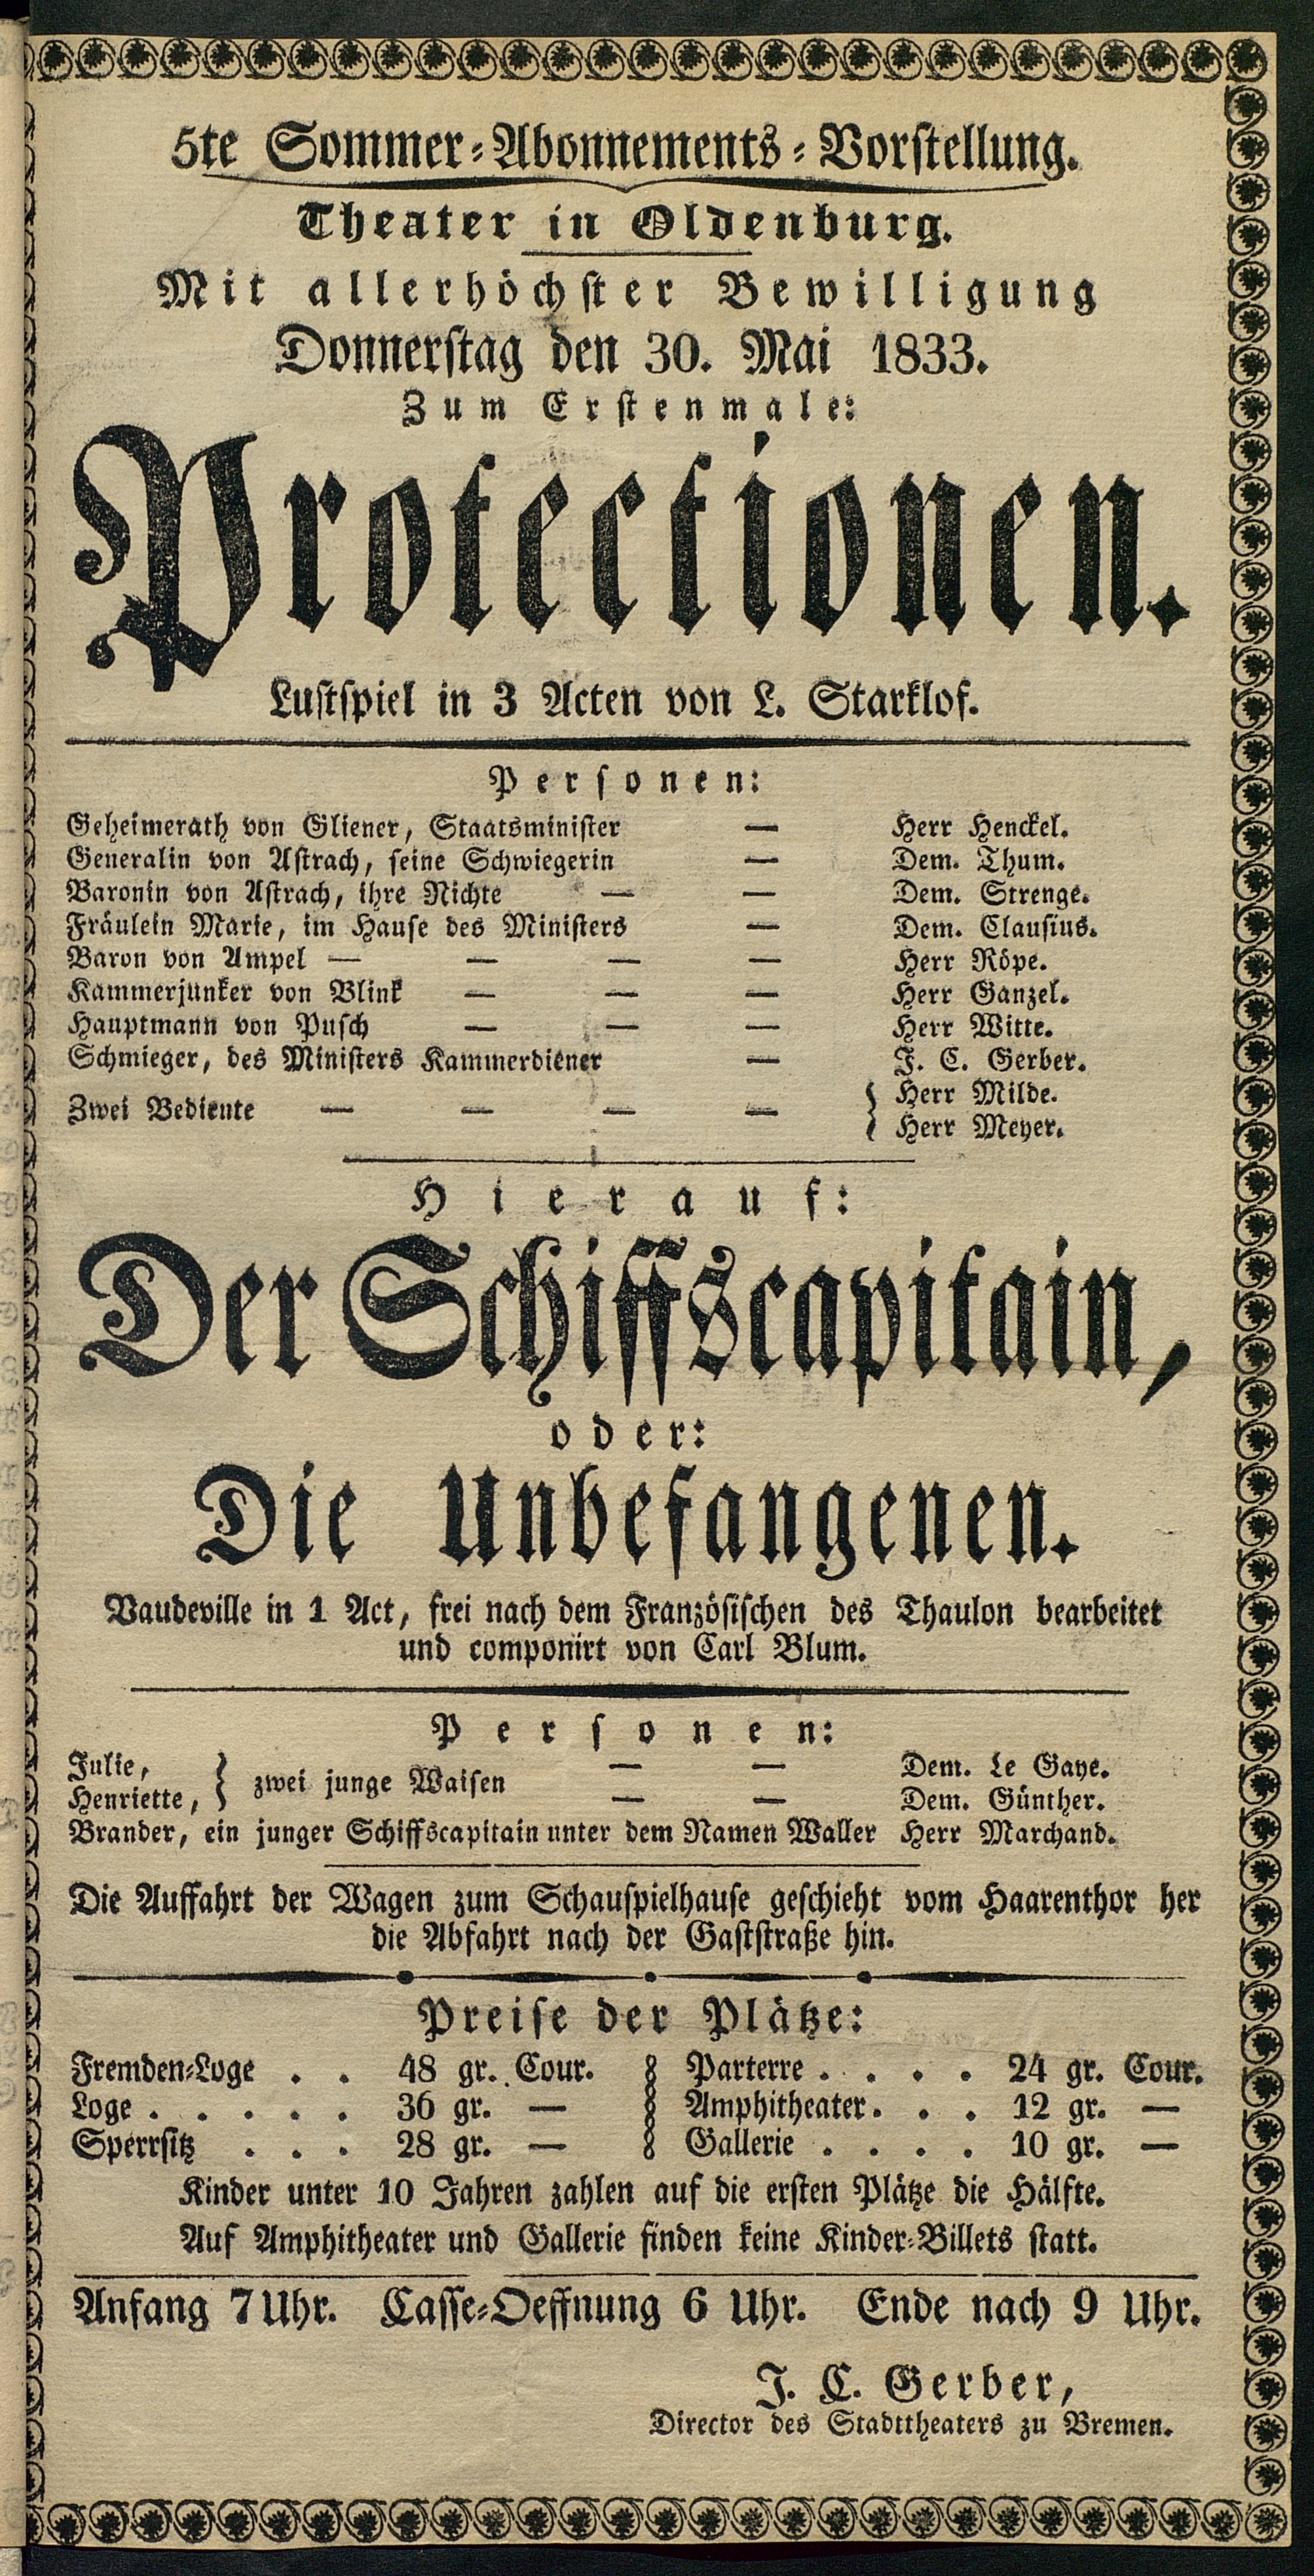 5te Sommer-Abonnements-Vorstellung.
Theater in Oldenburg.
Mit allerhöchster Bewilligung
Donnerstag den 30. Mai 1833.
Zum Erstenmale:
Protectionen.
Lustspiel in 3 Acten von L. Starklof.
Personen:
Geheimerath von Gliener, Staatsminister — Herr Henckel.
Generalin von Astrach, seine Schwiegerin — Dem. Thum.
Baronin von Astrach, ihre Nichte — — Dem. Strenge.
Fräulein Marie, im Hause des Ministers — Dem. Clausius.
Baron von Ampel — — — — Herr Röpe.
Kammerjunker von Blink — — — Herr Ganzel.
Hauptmann von Pusch — — — Herr Witte.
Schmieger, des Ministers Kammerdiener — J. C. Gerber.
Zwei Bediente — — — — { Herr Milde.
Herr Meyer.
Hierauf:
Der Schiffscapitain,
oder:
Die Unbefangenen.
Vaudeville in 1 Act, frei nach dem Französischen des Thaulon bearbeitet
und componirt von Carl Blum.
Personen:
Julie, } zwei junge Waisen — — Dem. Le Gaye.
Henriette, — — Dem. Günther.
Brander, ein junger Schiffscapitain unter dem Namen Waller Herr Marchand.
Die Auffahrt der Wagen zum Schauspielhause geschieht vom Haarenthor her
die Abfahrt nach der Gaststraße hin.
Preise der Plätze:
Fremden-Loge . . 48 gr. Cour. Parterre . . . . 24 gr. Cour.
Loge . . . . . 36 gr. — Amphitheater . . . 12 gr. —
Sperrsitz . . . 28 gr. — Gallerie . . . . 10 gr. —
Kinder unter 10 Jahren zahlen auf die ersten Plätze die Hälfte.
Auf Amphitheater und Gallerie finden keine Kinder-Billets statt.
Anfang 7 Uhr. Casse-Oeffnung 6 Uhr. Ende nach 9 Uhr.
J. C. Gerber,
Director des Stadttheaters zu Bremen.